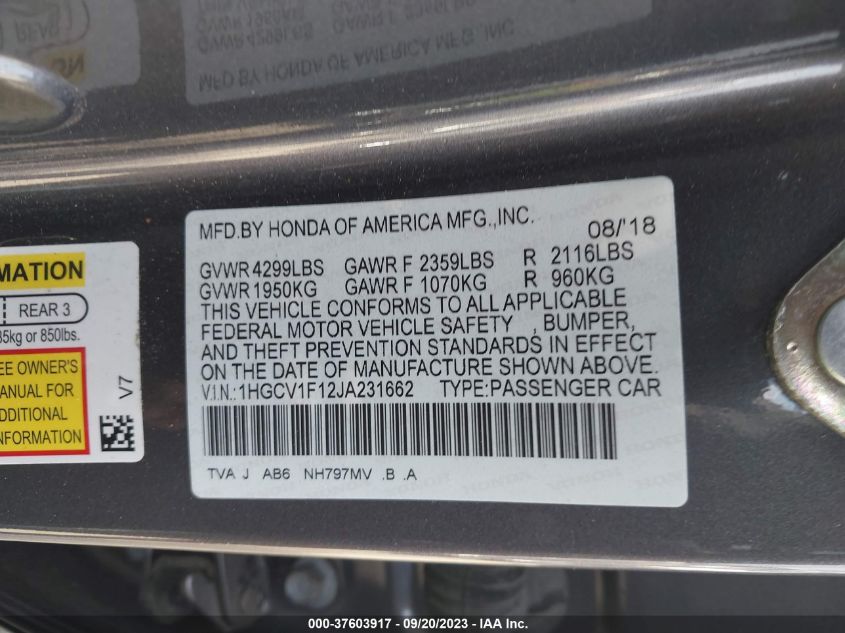 MFD.BY HONDA OF AMERICA MFG.,INC. 08/'18
GVWR 4299LBS GAWR F 2359LBS R 2116LBS
GVWR 1950KG GAWR F 1070KG R 960KG
THIS VEHICLE CONFORMS TO ALL APPLICABLE
FEDERAL MOTOR VEHICLE SAFETY , BUMPER,
AND THEFT PREVENTION STANDARDS IN EFFECT
ON THE DATE OF MANUFACTURE SHOWN ABOVE.
V.I.N.:1HGCV1F12JA231662 TYPE:PASSENGER CAR
TVA J AB6 NH797MV .B .A
MATION
REAR 3
85kg or 850lbs.
EE OWNER'S
MANUAL FOR
DDITIONAL
NFORMATION
V7
000-37603917 - 09/20/2023 - IAA Inc.